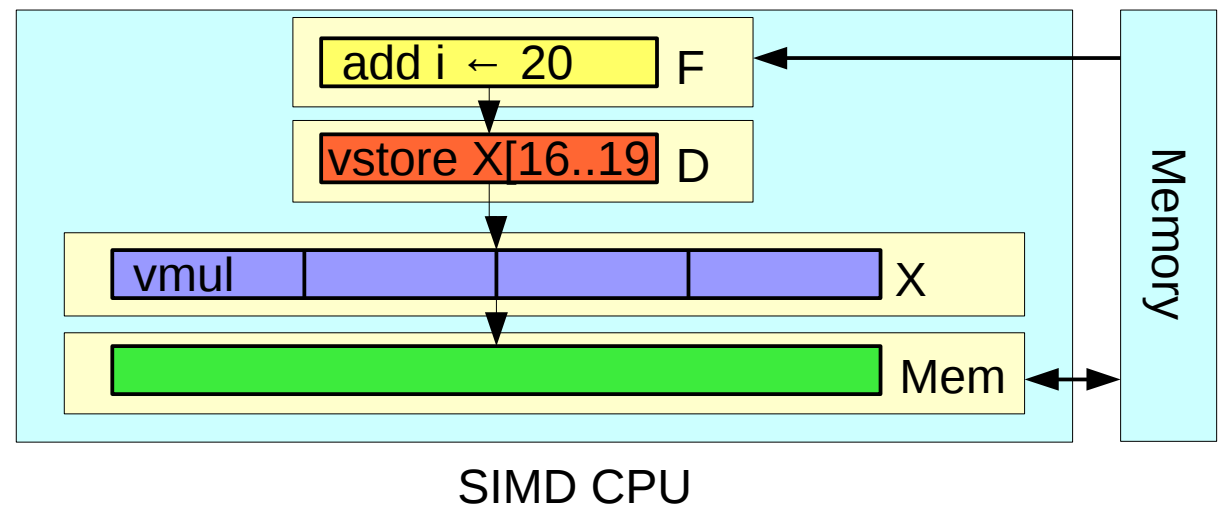 add i ← 20
F
vstore X[16..19
D
vmul
X
Mem
Memory
SIMD CPU